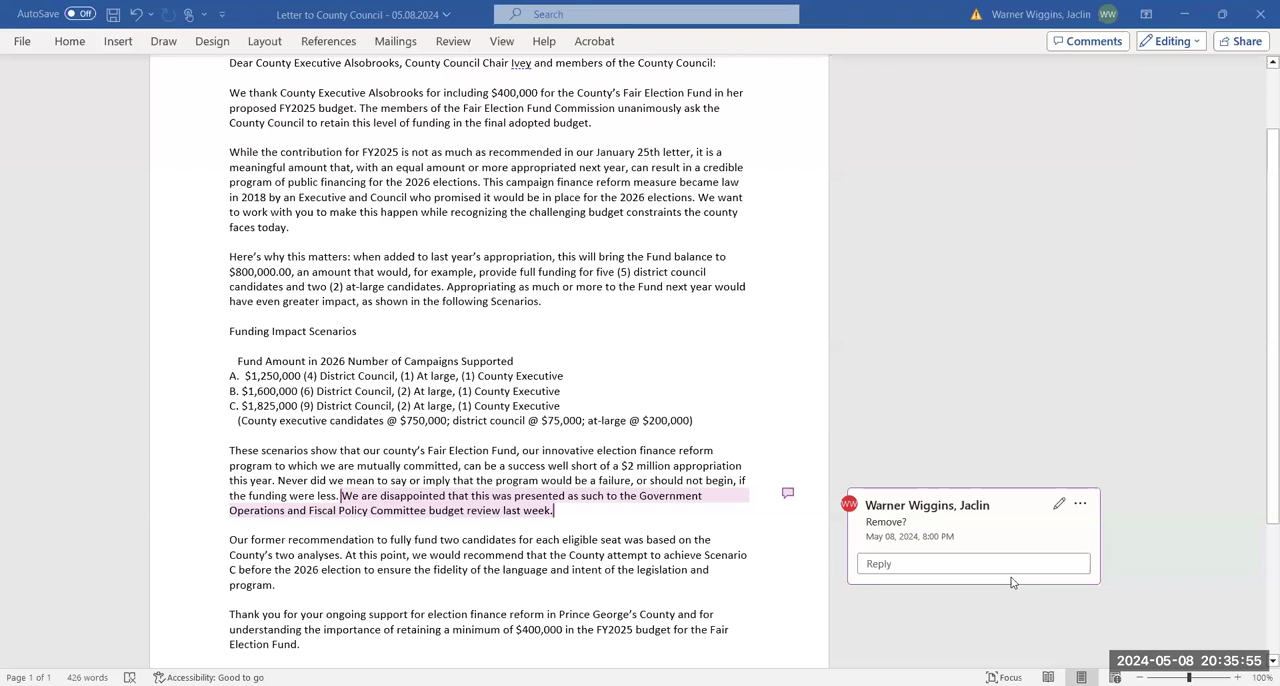 AutoSave Off Letter to County Council - 05.08.2024 Search Warner Wiggins, Jaclin WW
File Home Insert Draw Design Layout References Mailings Review View Help Acrobat Comments Editing Share
Dear County Executive Alsobrooks, County Council Chair Ivey and members of the County Council:
We thank County Executive Alsobrooks for including $400,000 for the County's Fair Election Fund in her
proposed FY2025 budget. The members of the Fair Election Fund Commission unanimously ask the
County Council to retain this level of funding in the final adopted budget.
While the contribution for FY2025 is not as much as recommended in our January 25th letter, it is a
meaningful amount that, with an equal amount or more appropriated next year, can result in a credible
program of public financing for the 2026 elections. This campaign finance reform measure became law
in 2018 by an Executive and Council who promised it would be in place for the 2026 elections. We want
to work with you to make this happen while recognizing the challenging budget constraints the county
faces today.
Here's why this matters: when added to last year's appropriation, this will bring the Fund balance to
$800,000.00, an amount that would, for example, provide full funding for five (5) district council
candidates and two (2) at-large candidates. Appropriating as much or more to the Fund next year would
have even greater impact, as shown in the following Scenarios.
Funding Impact Scenarios
Fund Amount in 2026 Number of Campaigns Supported
A. $1,250,000 (4) District Council, (1) At large, (1) County Executive
B. $1,600,000 (6) District Council, (2) At large, (1) County Executive
C. $1,825,000 (9) District Council, (2) At large, (1) County Executive
(County executive candidates @ $750,000; district council @ $75,000; at-large @ $200,000)
These scenarios show that our county's Fair Election Fund, our innovative election finance reform
program to which we are mutually committed, can be a success well short of a $2 million appropriation
this year. Never did we mean to say or imply that the program would be a failure, or should not begin, if
the funding were less. We are disappointed that this was presented as such to the Government
Operations and Fiscal Policy Committee budget review last week.
WW Warner Wiggins, Jaclin
Remove?
May 08, 2024, 8:00 PM
Reply
Our former recommendation to fully fund two candidates for each eligible seat was based on the
County's two analyses. At this point, we would recommend that the County attempt to achieve Scenario
C before the 2026 election to ensure the fidelity of the language and intent of the legislation and
program.
Thank you for your ongoing support for election finance reform in Prince George's County and for
understanding the importance of retaining a minimum of $400,000 in the FY2025 budget for the Fair
Election Fund.
2024-05-08 20:35:55
Page 1 of 1 426 words Accessibility: Good to go Focus 100%